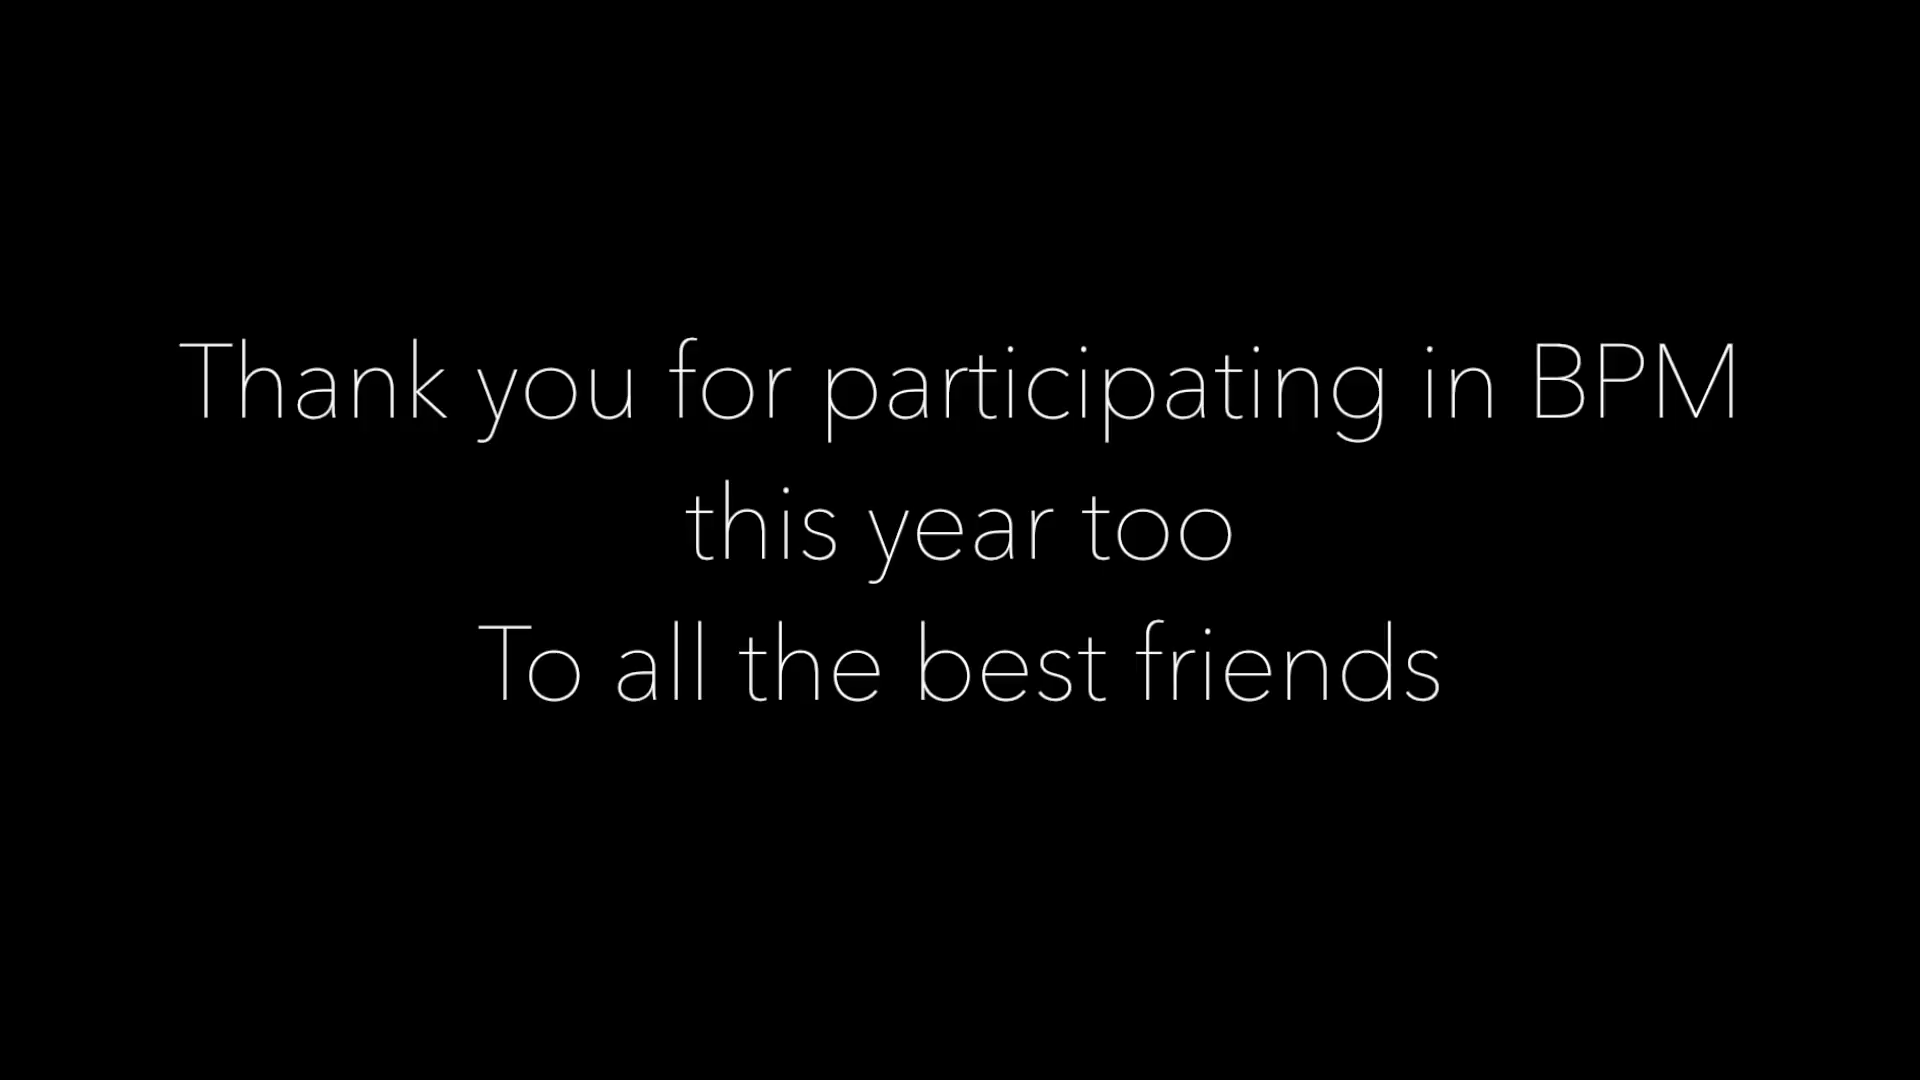 Thank you for participating in BPM
this year too
To all the best friends